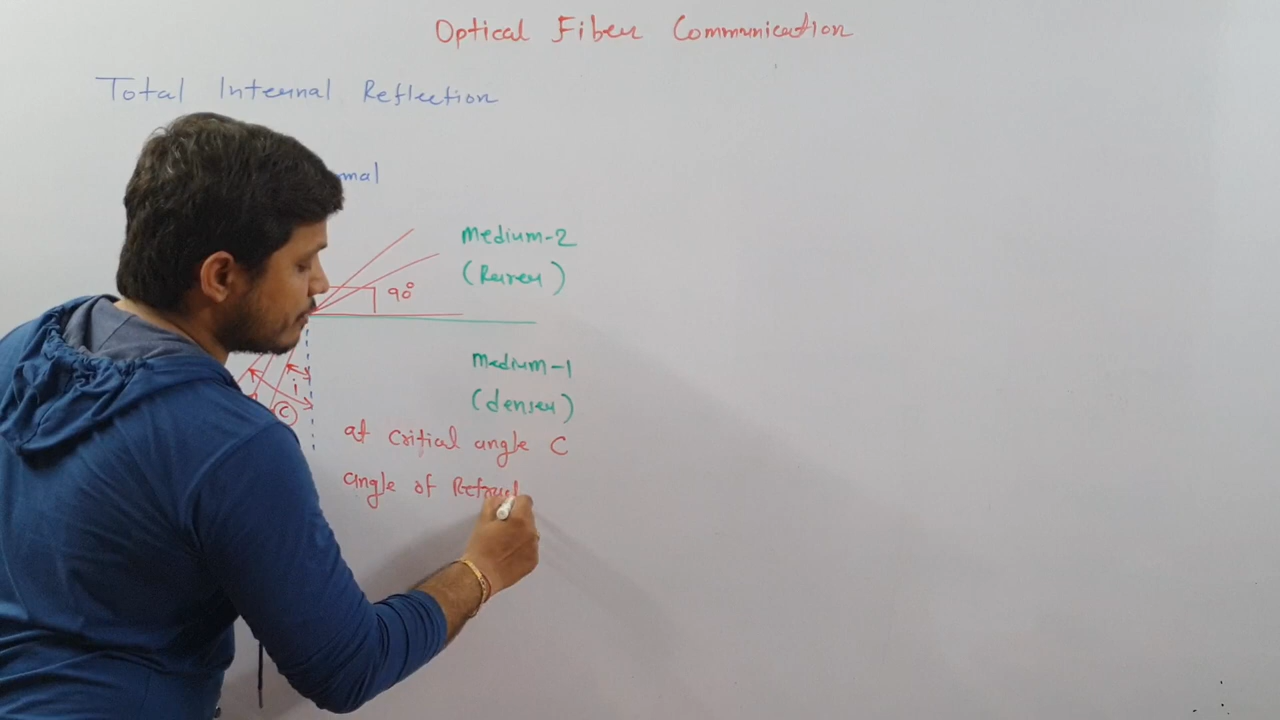 Optical Fiber Communication
Total Internal Reflection
mal
Medium-2
(Rarer)
90°
Medium-1
(denser)
i
C
at critical angle C
angle of Refract